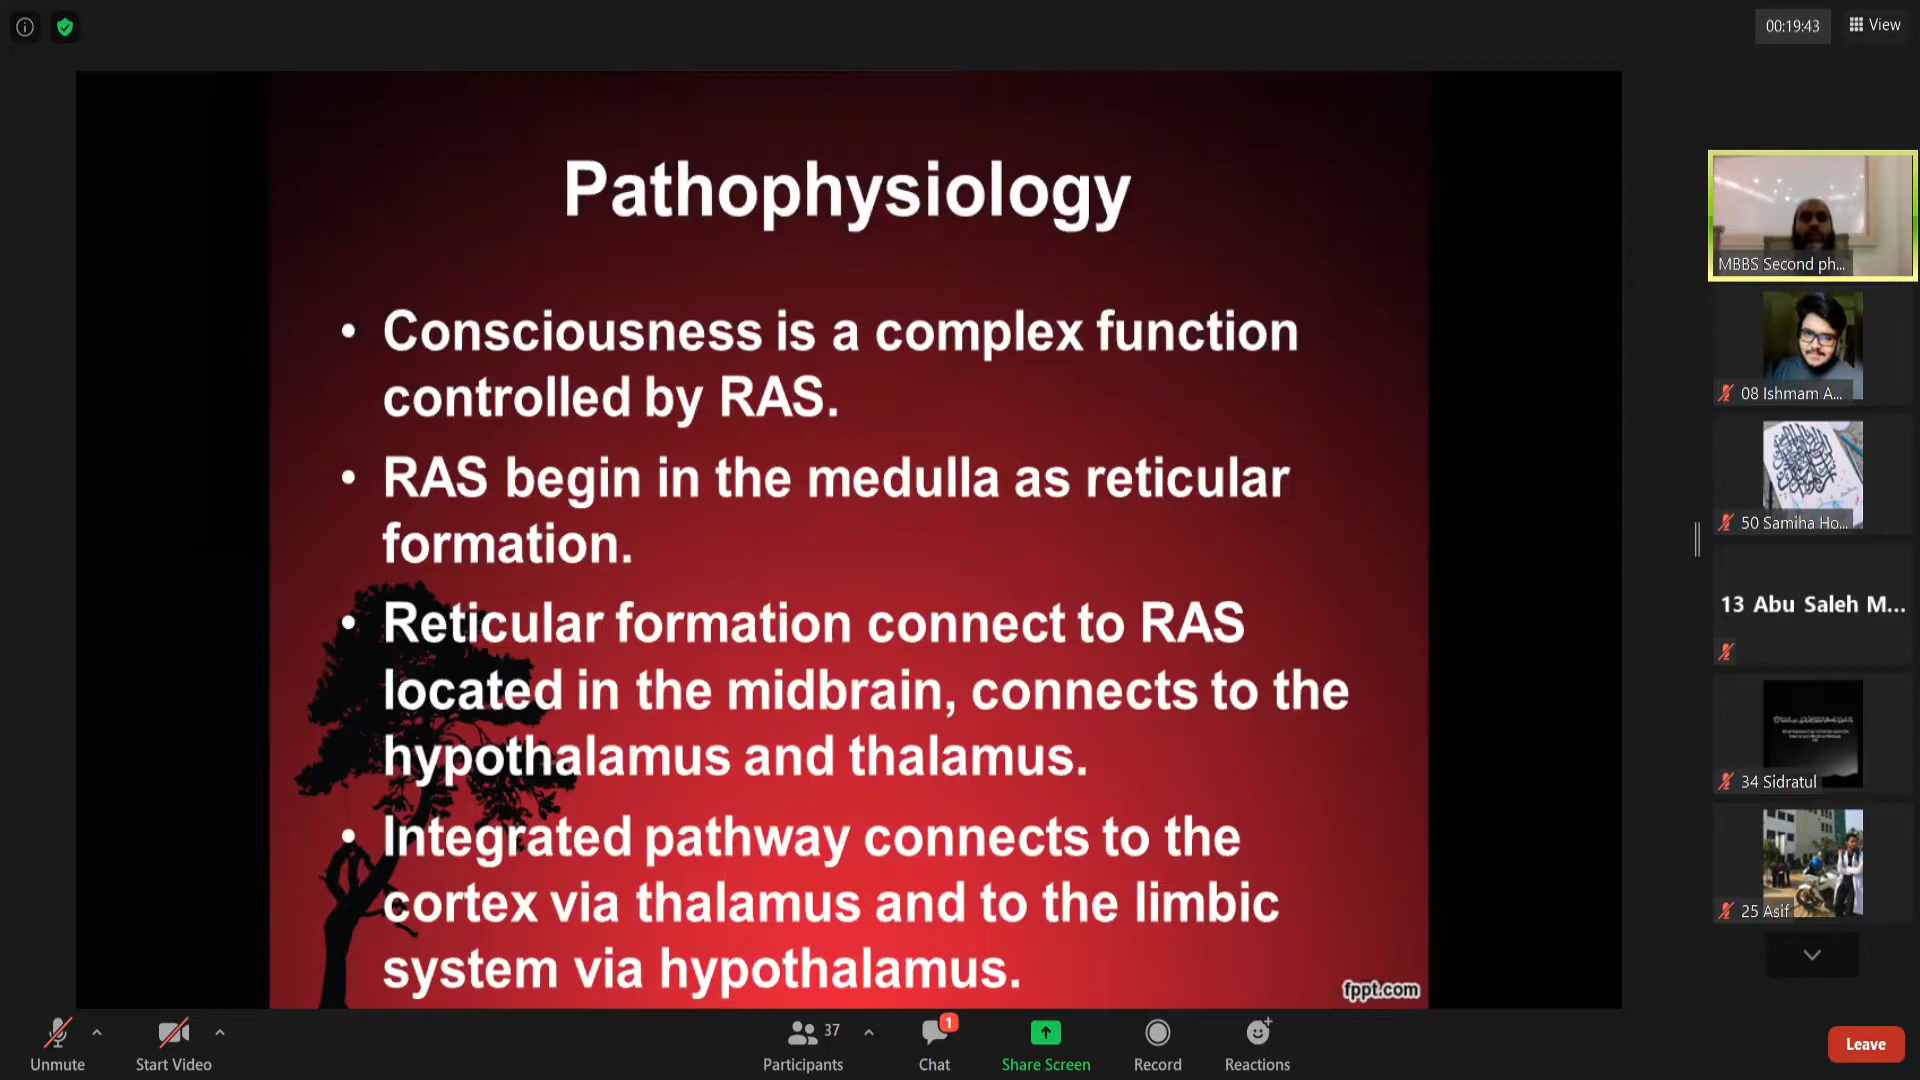 00:19:43
View
Pathophysiology
• Consciousness is a complex function
controlled by RAS.
• RAS begin in the medulla as reticular
formation.
• Reticular formation connect to RAS
located in the midbrain, connects to the
hypothalamus and thalamus.
• Integrated pathway connects to the
cortex via thalamus and to the limbic
system via hypothalamus.
fppt.com
MBBS Second ph...
08 Ishmam A...
50 Samiha Ho...
13 Abu Saleh M...
34 Sidratul
25 Asif
Unmute
Start Video
37
Participants
1
Chat
Share Screen
Record
Reactions
Leave